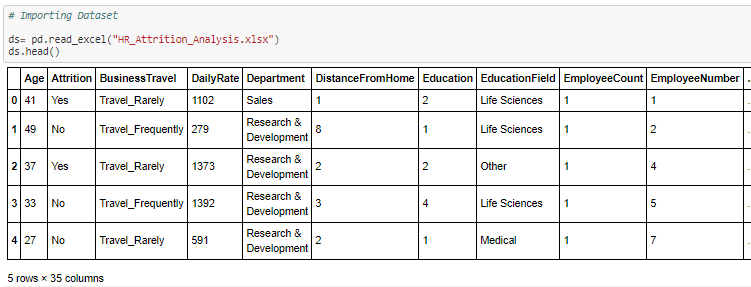 # Importing Dataset
ds= pd.read_excel("HR_Attrition_Analysis.xlsx")
ds.head()
Age Attrition BusinessTravel DailyRate Department DistanceFromHome Education EducationField EmployeeCount EmployeeNumber .
0 41 Yes Travel_Rarely 1102 Sales 1 2 Life Sciences 1 1 .
1 49 No Travel_Frequently 279 Research & Development 8 1 Life Sciences 1 2 .
2 37 Yes Travel_Rarely 1373 Research & Development 2 2 Other 1 4 .
3 33 No Travel_Frequently 1392 Research & Development 3 4 Life Sciences 1 5 .
4 27 No Travel_Rarely 591 Research & Development 2 1 Medical 1 7 .
5 rows × 35 columns